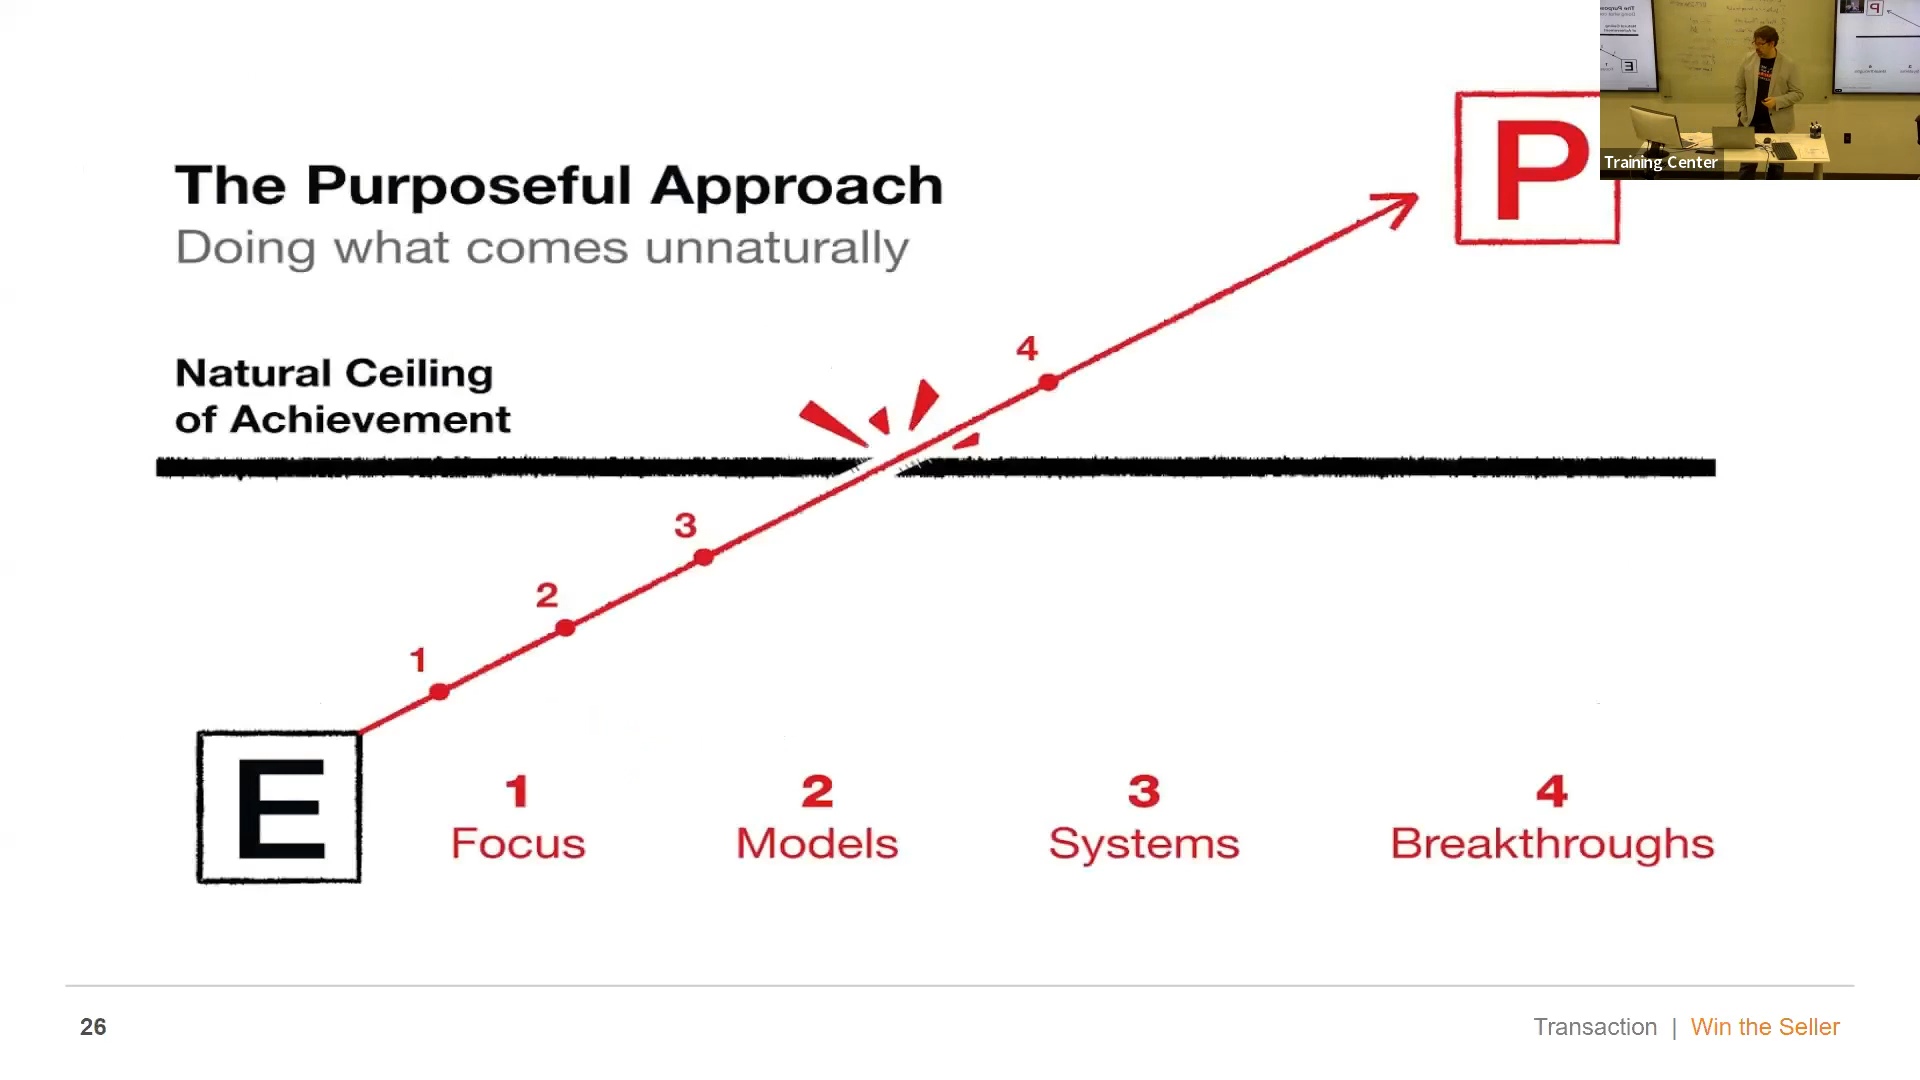 The Purposeful Approach
Doing what comes unnaturally
P
Training Center
Natural Ceiling
of Achievement
4
3
2
1
E
1
Focus
2
Models
3
Systems
4
Breakthroughs
26
Transaction | Win the Seller